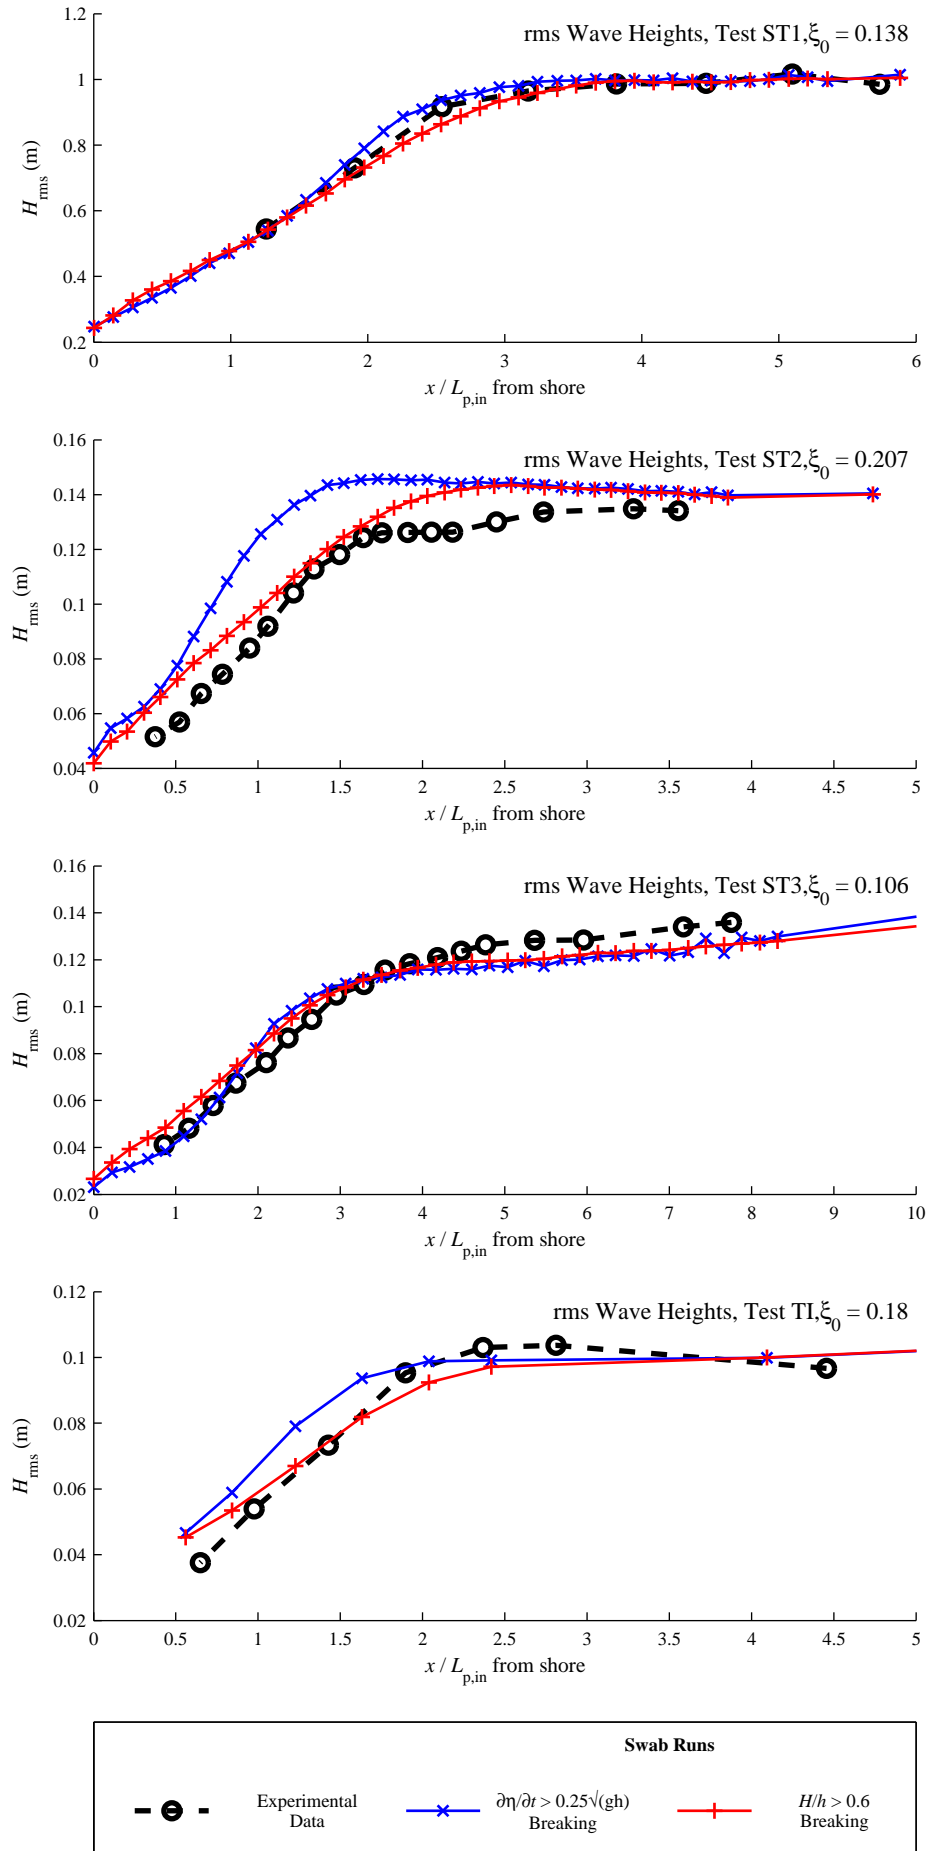 rms Wave Heights, Test ST1,ξ0 = 0.138
1.2
1
0.8
0.6
0.4
0.2
Hrms (m)
0 1 2 3 4 5 6
x / Lp,in from shore
rms Wave Heights, Test ST2,ξ0 = 0.207
0.16
0.14
0.12
0.1
0.08
0.06
0.04
Hrms (m)
0 0.5 1 1.5 2 2.5 3 3.5 4 4.5 5
x / Lp,in from shore
rms Wave Heights, Test ST3,ξ0 = 0.106
0.16
0.14
0.12
0.1
0.08
0.06
0.04
0.02
Hrms (m)
0 1 2 3 4 5 6 7 8 9 10
x / Lp,in from shore
rms Wave Heights, Test TI,ξ0 = 0.18
0.12
0.1
0.08
0.06
0.04
0.02
Hrms (m)
0 0.5 1 1.5 2 2.5 3 3.5 4 4.5 5
x / Lp,in from shore
Swab Runs
Experimental
Data
∂η/∂t > 0.25√(gh)
Breaking
H/h > 0.6
Breaking